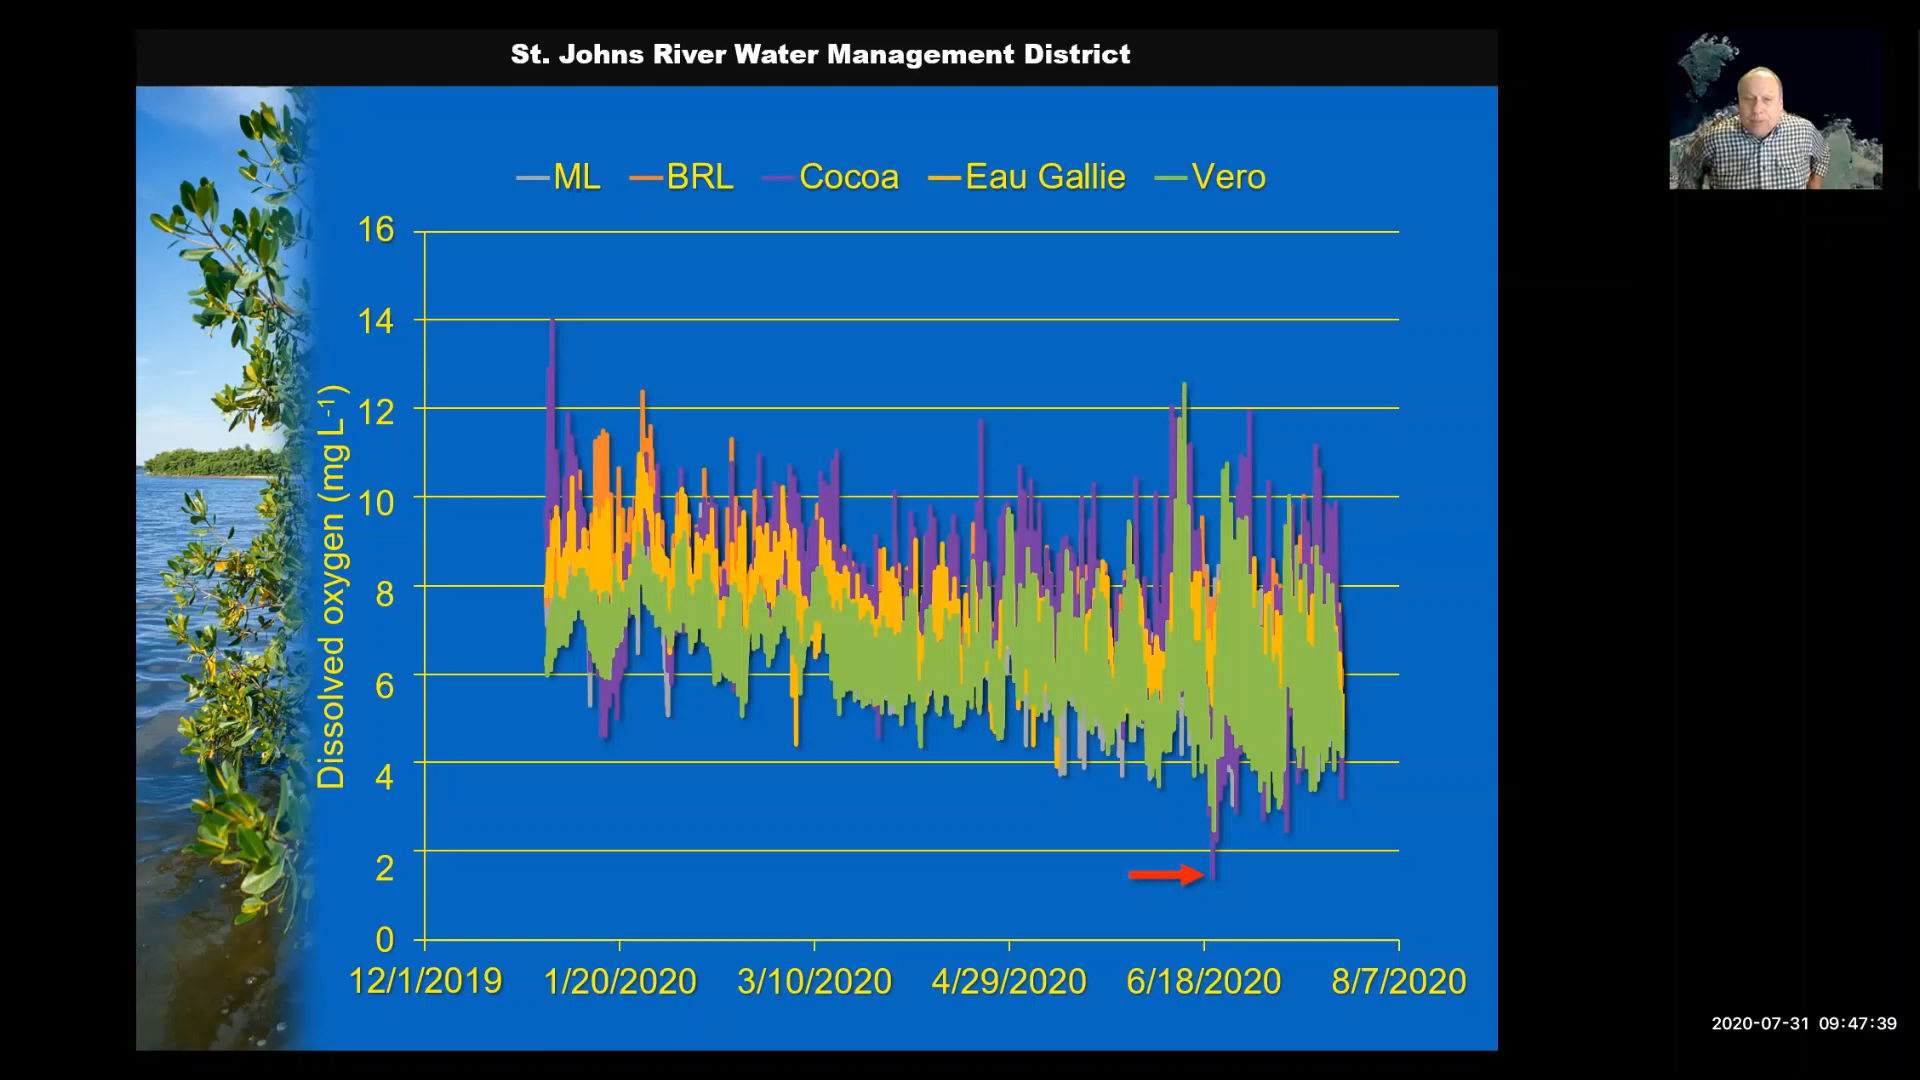 St. Johns River Water Management District
ML BRL Cocoa Eau Gallie Vero
Dissolved oxygen (mg L-1)
16
14
12
10
8
6
4
2
0
12/1/2019 1/20/2020 3/10/2020 4/29/2020 6/18/2020 8/7/2020
2020-07-31 09:47:39